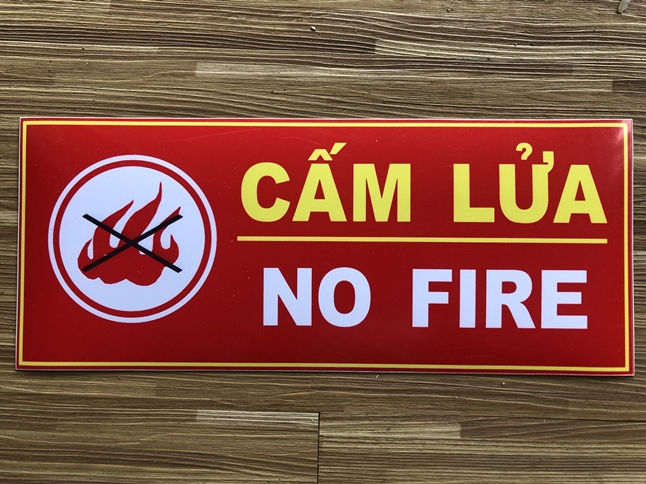 CẤM LỬA
NO FIRE